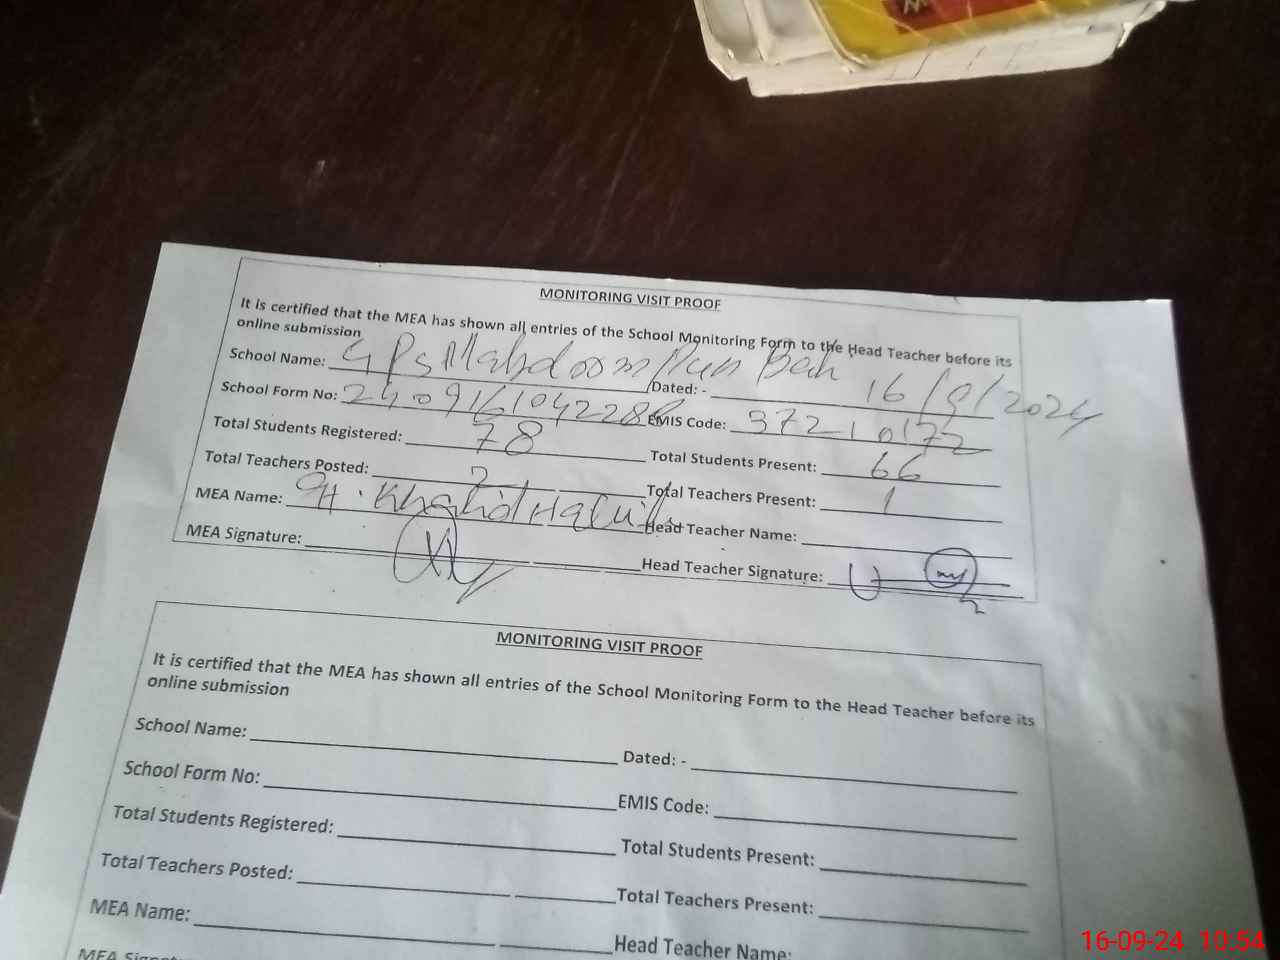 MONITORING VISIT PROOF
It is certified that the MEA has shown all entries of the School Monitoring Form to the Head Teacher before its
online submission
School Name: GPS Dated: - 16/9/2024
School Form No: EMIS Code: 37210172
Total Students Registered: 78 Total Students Present: 66
Total Teachers Posted: 2 Total Teachers Present: 1
MEA Name: Khalid Head Teacher Name:
MEA Signature: Head Teacher Signature:
MONITORING VISIT PROOF
It is certified that the MEA has shown all entries of the School Monitoring Form to the Head Teacher before its
online submission
School Name: Dated: -
School Form No: EMIS Code:
Total Students Registered: Total Students Present:
Total Teachers Posted: Total Teachers Present:
MEA Name: Head Teacher Name:
MEA
16-09-24 10:54